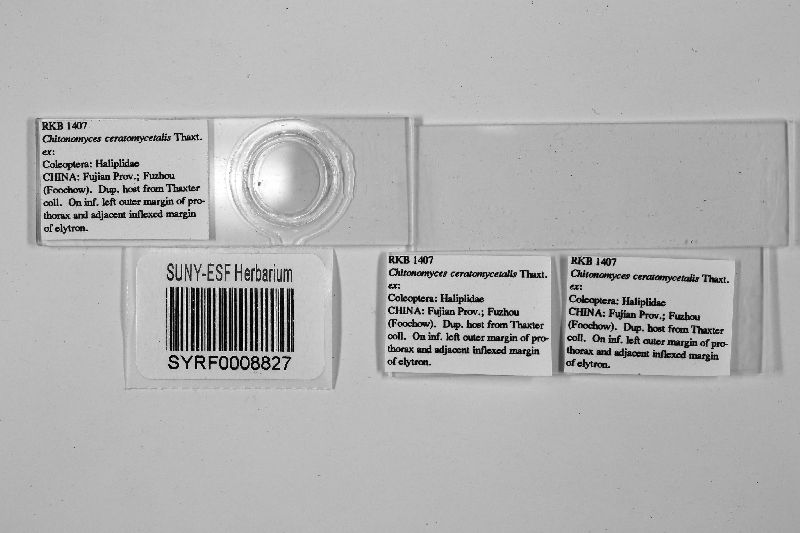 RKB 1407
Chitonomyces ceratomycetalis Thaxt.
ex:
Coleoptera: Haliplidae
CHINA: Fujian Prov.; Fuzhou
(Foochow). Dup. host from Thaxter
coll. On inf. left outer margin of pro-
thorax and adjacent inflexed margin
of elytron.
SUNY-ESF Herbarium
SYRF0008827
RKB 1407
Chitonomyces ceratomycetalis Thaxt.
ex:
Coleoptera: Haliplidae
CHINA: Fujian Prov.; Fuzhou
(Foochow). Dup. host from Thaxter
coll. On inf. left outer margin of pro-
thorax and adjacent inflexed margin
of elytron.
RKB 1407
Chitonomyces ceratomycetalis Thaxt.
ex:
Coleoptera: Haliplidae
CHINA: Fujian Prov.; Fuzhou
(Foochow). Dup. host from Thaxter
coll. On inf. left outer margin of pro-
thorax and adjacent inflexed margin
of elytron.